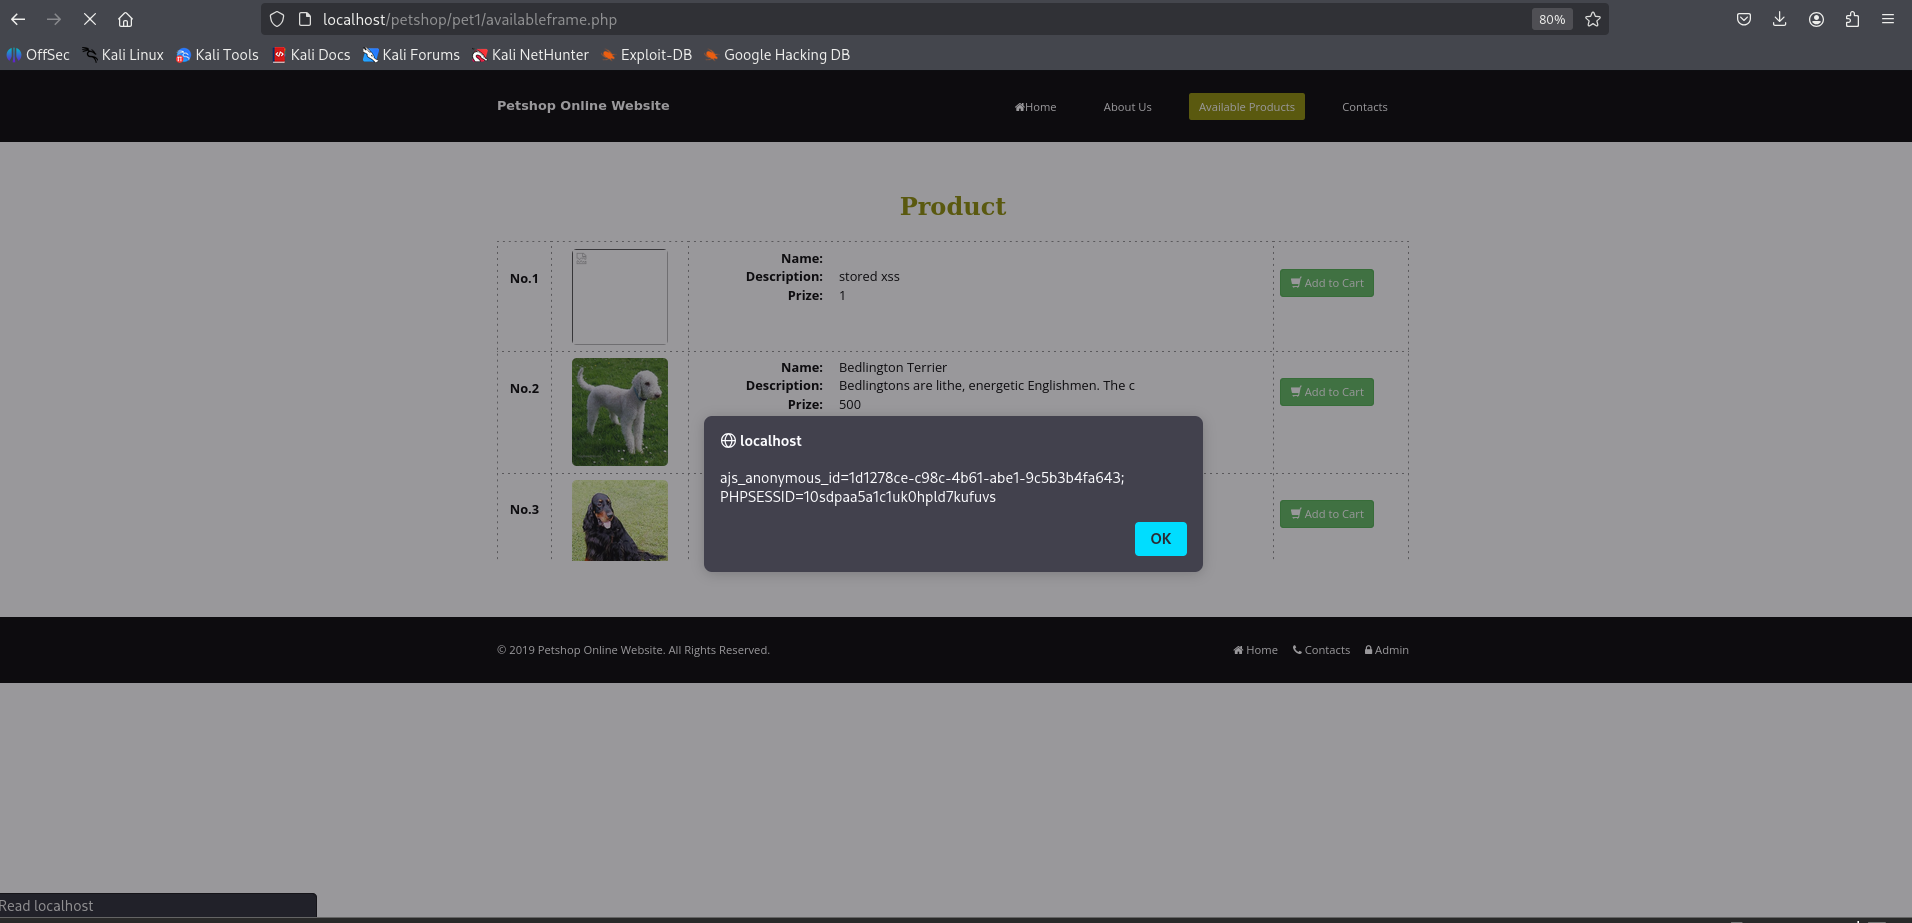 localhost/petshop/pet1/availableframe.php
80%
OffSec Kali Linux Kali Tools Kali Docs Kali Forums Kali NetHunter Exploit-DB Google Hacking DB
Petshop Online Website Home About Us Available Products Contacts
Product
No.1
Name:
Description: stored xss
Prize: 1
Add to Cart
No.2
Name: Bedlington Terrier
Description: Bedlingtons are lithe, energetic Englishmen. The c
Prize: 500
Add to Cart
No.3
Add to Cart
localhost
ajs_anonymous_id=1d1278ce-c98c-4b61-abe1-9c5b3b4fa643;
PHPSESSID=10sdpaa5a1c1uk0hpld7kufuvs
OK
© 2019 Petshop Online Website. All Rights Reserved. Home Contacts Admin
Read localhost